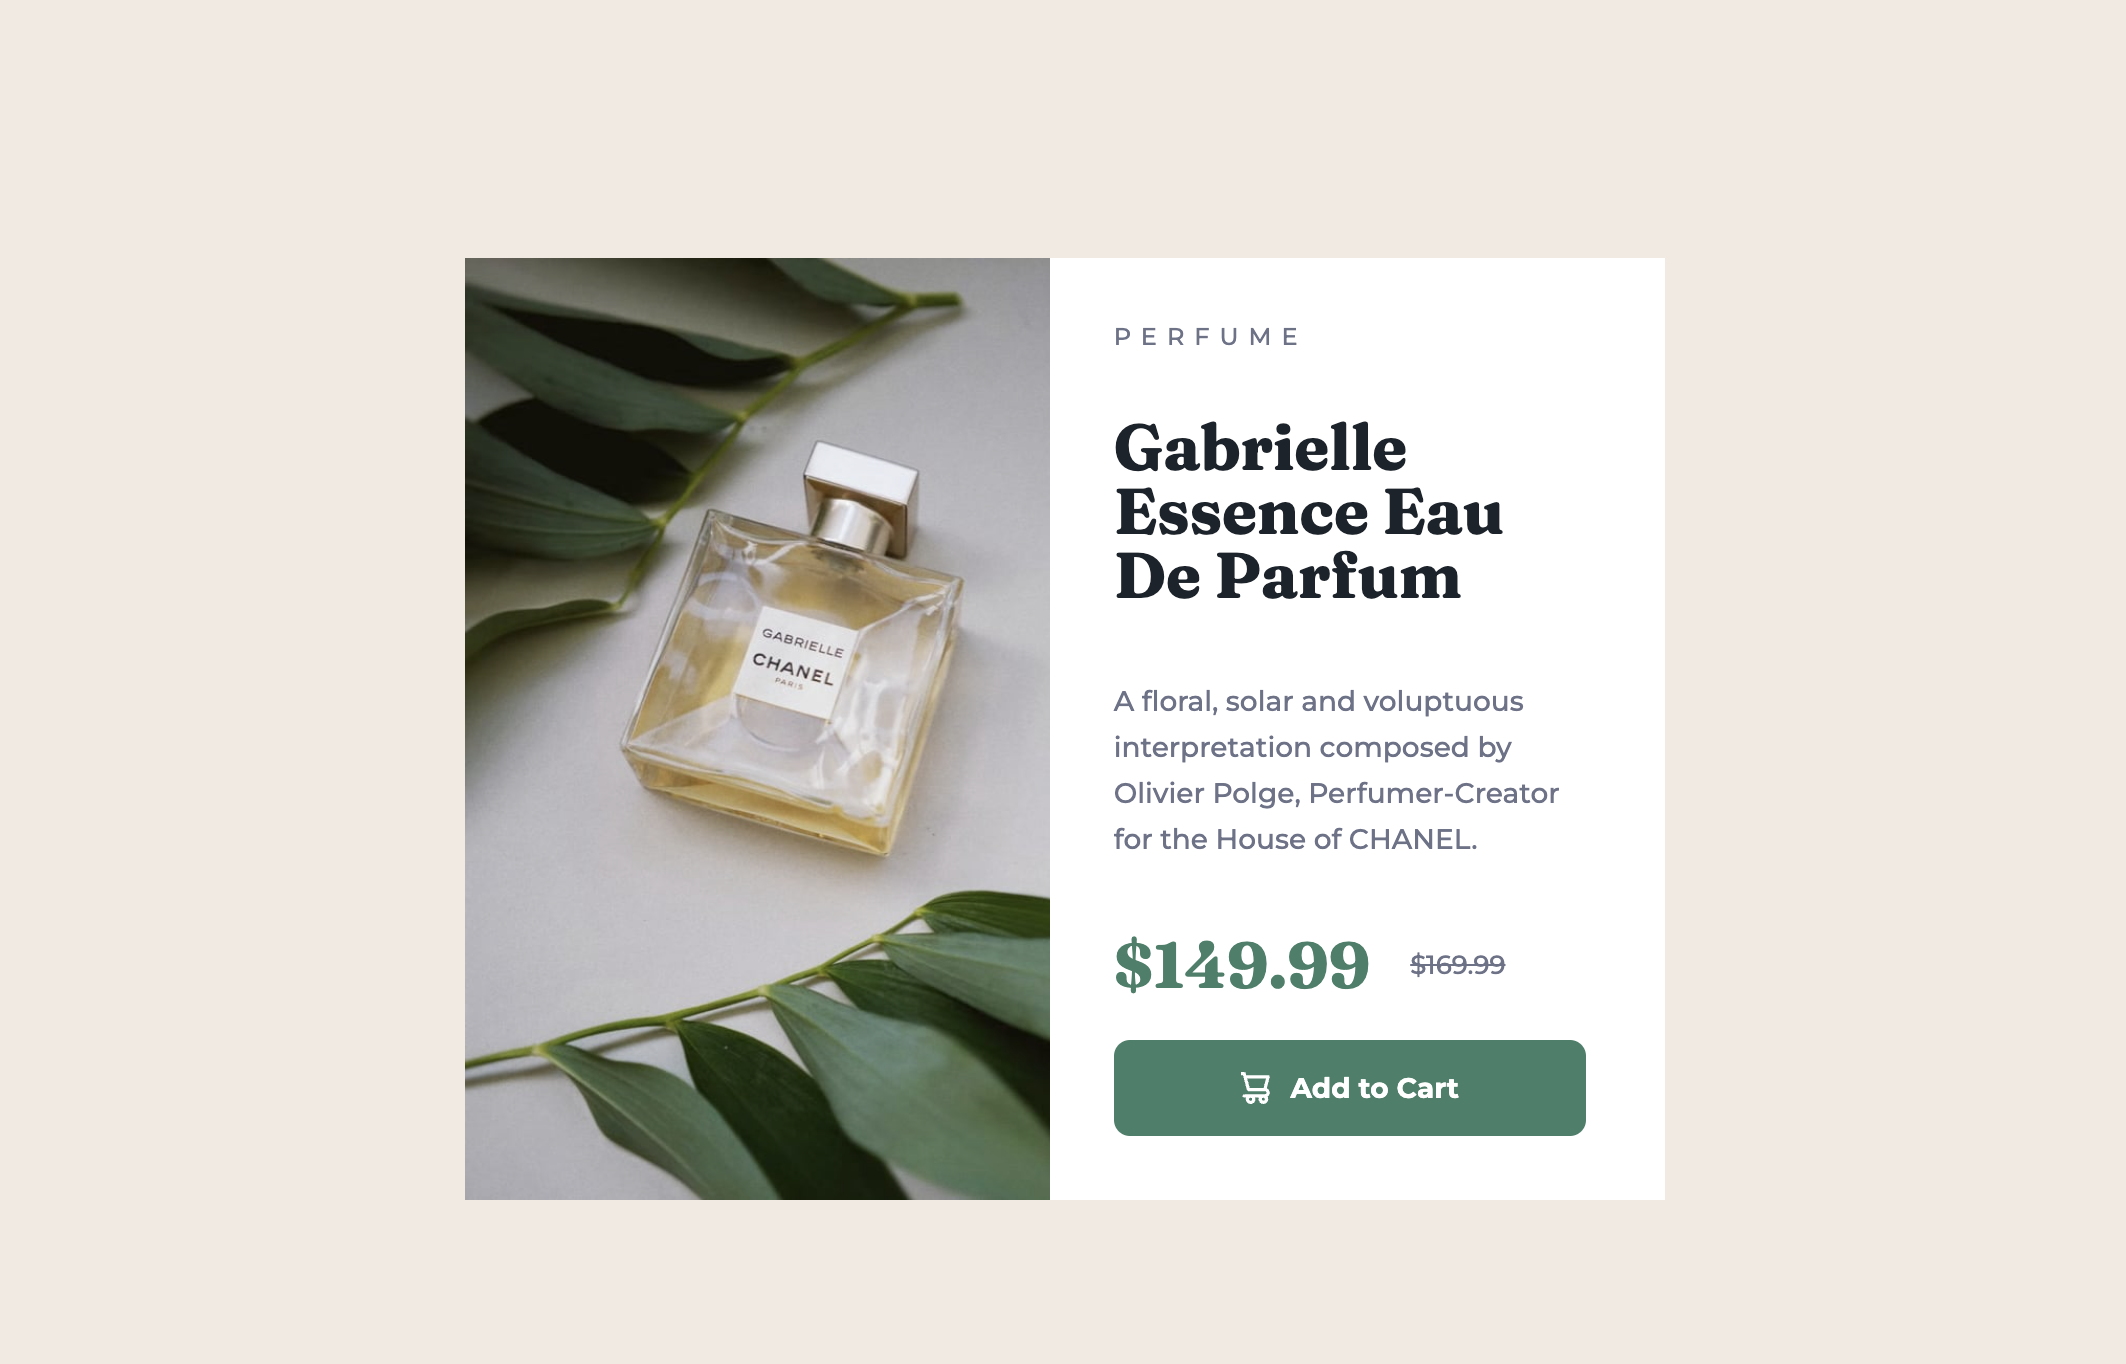 GABRIELLE
CHANEL
PARIS
PERFUME
Gabrielle
Essence Eau
De Parfum
A floral, solar and voluptuous
interpretation composed by
Olivier Polge, Perfumer-Creator
for the House of CHANEL.
$149.99 $169.99
Add to Cart